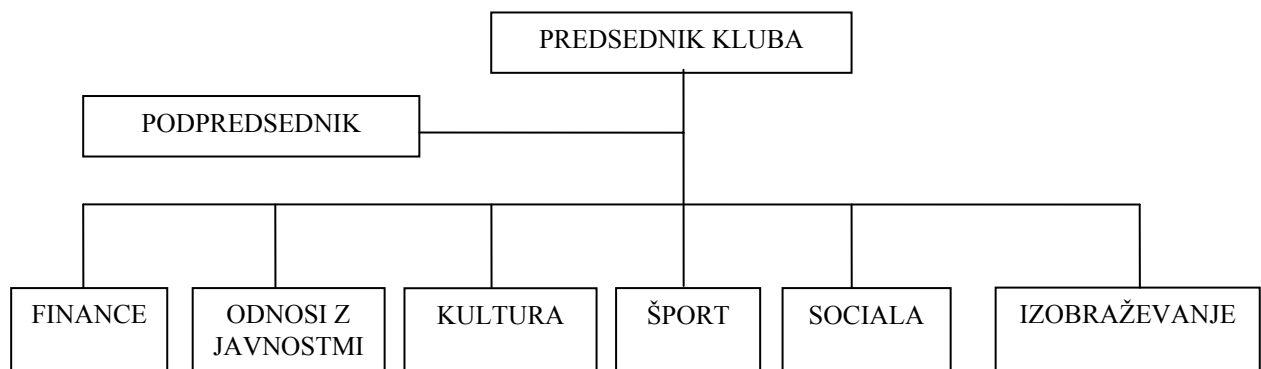 PREDSEDNIK KLUBA
PODPREDSEDNIK
FINANCE
ODNOSI Z
JAVNOSTMI
KULTURA
ŠPORT
SOCIALA
IZOBRAŽEVANJE